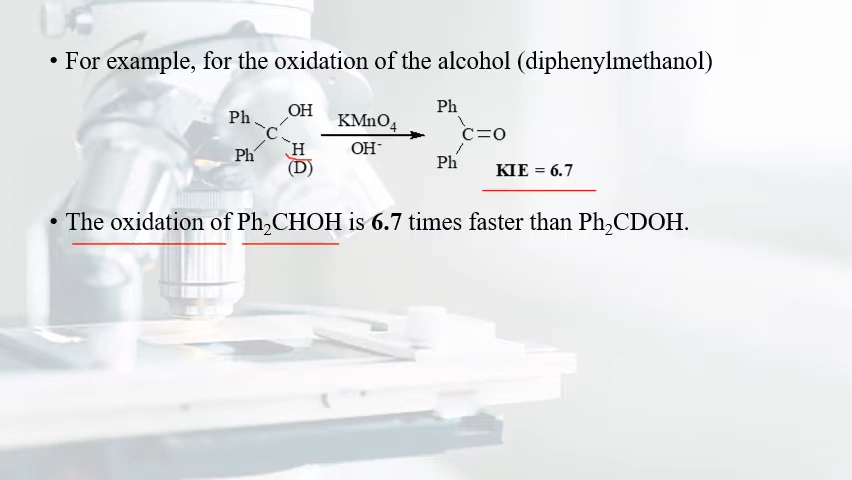 • For example, for the oxidation of the alcohol (diphenylmethanol)
Ph OH KMnO₄ Ph
C C=O
Ph H OH⁻ Ph
(D) KIE = 6.7
• The oxidation of Ph₂CHOH is 6.7 times faster than Ph₂CDOH.